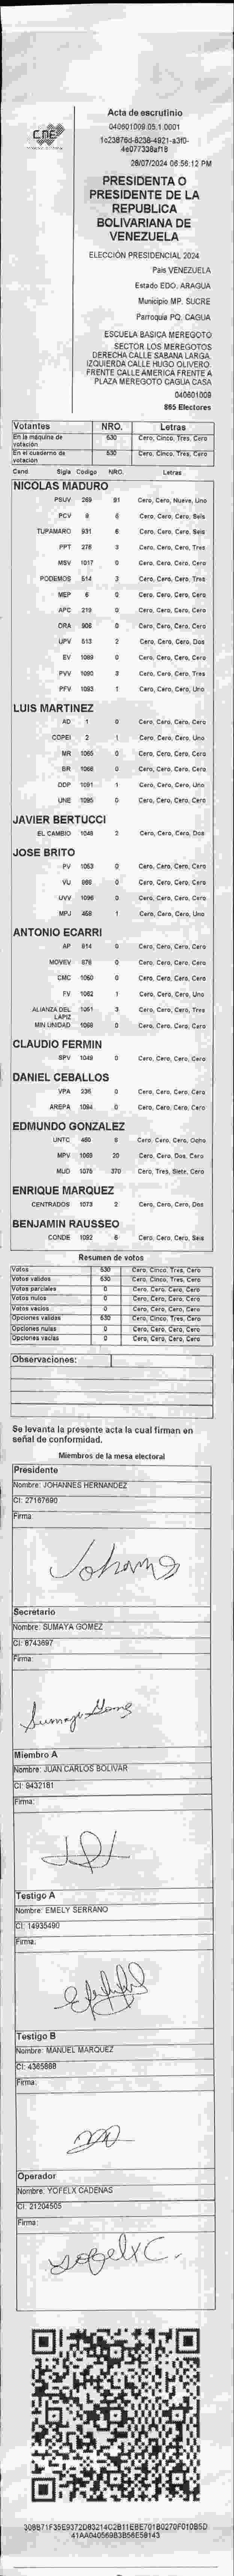 CNE
Acta de escrutinio
040601009.05.1.0001
28/07/2024 06:56:12 PM
PRESIDENTA O
PRESIDENTE DE LA
REPUBLICA
BOLIVARIANA DE
VENEZUELA
ELECCIÓN PRESIDENCIAL 2024
Pais VENEZUELA
Estado EDO. ARAGUA
Municipio MP. SUCRE
Parroquia PQ. CAGUA
ESCUELA BASICA MEREGOTO
SECTOR LOS MEREGOTOS
DERECHA CALLE SABANA LARGA.
IZQUIERDA CALLE HUGO OLIVERO.
FRENTE CALLE AMERICA FRENTE A
PLAZA MEREGOTO CAGUA CASA
040601009
865 Electores
Votantes NRO. Letras
En la máquina de votación 530 Cero, Cinco, Tres, Cero
En el cuaderno de votación 530 Cero, Cinco, Tres, Cero
Cand Sigla Codigo NRO. Letras
NICOLAS MADURO
PSUV 269 91 Cero, Cero, Nueve, Uno
PCV 6 Cero, Cero, Cero, Seis
TUPAMARO 931 6 Cero, Cero, Cero, Seis
PPT 276 3 Cero, Cero, Cero, Tres
MSV 1017 0 Cero, Cero, Cero, Cero
PODEMOS 514 3 Cero, Cero, Cero, Tres
MEP 6 0 Cero, Cero, Cero, Cero
APC 219 0 Cero, Cero, Cero, Cero
ORA 906 0 Cero, Cero, Cero, Cero
UPV 613 2 Cero, Cero, Cero, Dos
EV 1089 0 Cero, Cero, Cero, Cero
PVV 1090 3 Cero, Cero, Cero, Tres
PFV 1093 1 Cero, Cero, Cero, Uno
LUIS MARTINEZ
AD 1 0 Cero, Cero, Cero, Cero
COPEI 2 1 Cero, Cero, Cero, Uno
MR 1065 0 Cero, Cero, Cero, Cero
BR 1066 0 Cero, Cero, Cero, Cero
DDP 1091 1 Cero, Cero, Cero, Uno
UNE 1095 0 Cero, Cero, Cero, Cero
JAVIER BERTUCCI
EL CAMBIO 1048 2 Cero, Cero, Cero, Dos
JOSE BRITO
PV 1053 0 Cero, Cero, Cero, Cero
VU 0 Cero, Cero, Cero, Cero
UVV 1096 0 Cero, Cero, Cero, Cero
MPJ 468 1 Cero, Cero, Cero, Uno
ANTONIO ECARRI
AP 814 0 Cero, Cero, Cero, Cero
MOVEV 678 0 Cero, Cero, Cero, Cero
CMC 1050 0 Cero, Cero, Cero, Cero
FV 1062 1 Cero, Cero, Cero, Uno
ALIANZA DEL LAPIZ 1051 3 Cero, Cero, Cero, Tres
MIN UNIDAD 1068 0 Cero, Cero, Cero, Cero
CLAUDIO FERMIN
SPV 1049 0 Cero, Cero, Cero, Cero
DANIEL CEBALLOS
VPA 236 0 Cero, Cero, Cero, Cero
AREPA 1094 0 Cero, Cero, Cero, Cero
EDMUNDO GONZALEZ
UNTC 8 Cero, Cero, Cero, Ocho
MPV 1069 20 Cero, Cero, Dos, Cero
MUD 1078 370 Cero, Tres, Siete, Cero
ENRIQUE MARQUEZ
CENTRADOS 1073 2 Cero, Cero, Cero, Dos
BENJAMIN RAUSSEO
CONDE 1092 6 Cero, Cero, Cero, Seis
Resumen de votos
Votos 530 Cero, Cinco, Tres, Cero
Votos validos 530 Cero, Cinco, Tres, Cero
Votos parciales 0 Cero, Cero, Cero, Cero
Votos nulos 0 Cero, Cero, Cero, Cero
Votos vacios 0 Cero, Cero, Cero, Cero
Opciones validas 530 Cero, Cinco, Tres, Cero
Opciones nulas 0 Cero, Cero, Cero, Cero
Opciones vacias 0 Cero, Cero, Cero, Cero
Observaciones:
Se levanta la presente acta la cual firman en
señal de conformidad.
Miembros de la mesa electoral
Presidente
Nombre: JOHANNES HERNANDEZ
CI: 27167690
Firma:
Johanns
Secretario
Nombre: SUMAYA GOMEZ
CI: 8743697
Firma:
Sumaya Gomez
Miembro A
Nombre: JUAN CARLOS BOLIVAR
CI: 9432181
Firma:
Testigo A
Nombre: EMELY SERRANO
CI: 14935490
Firma:
Testigo B
Nombre: MANUEL MARQUEZ
CI: 4365888
Firma:
Operador
Nombre: YOFELX CADENAS
CI: 21204505
Firma:
Yogelx C.